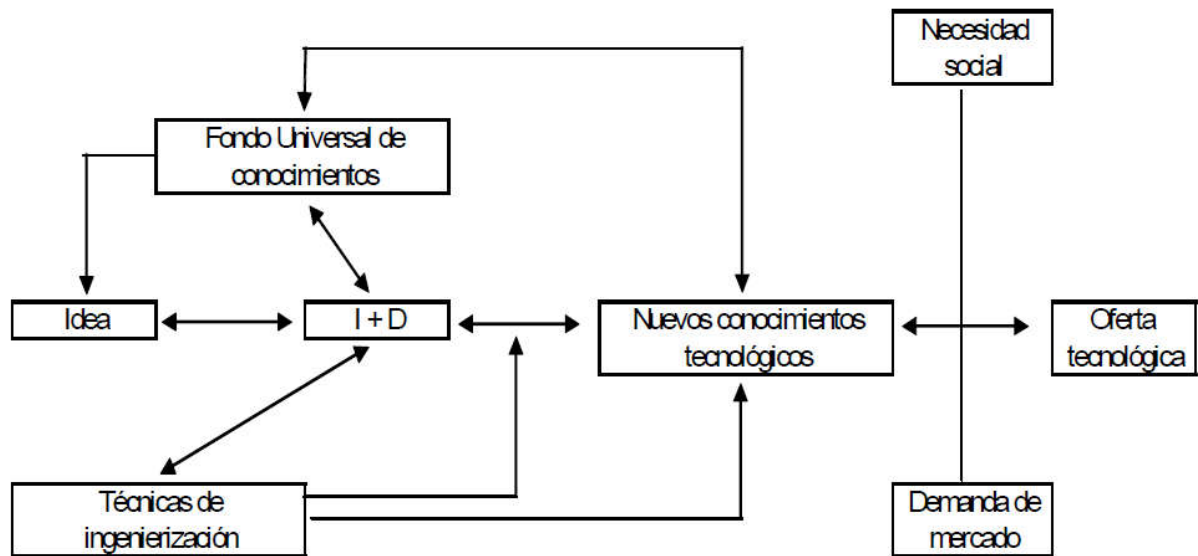 Necesidad
social
Fondo Universal de
conocimientos
Idea
I + D
Nuevos conocimientos
tecnológicos
Oferta
tecnológica
Técnicas de
ingenierización
Demanda de
mercado